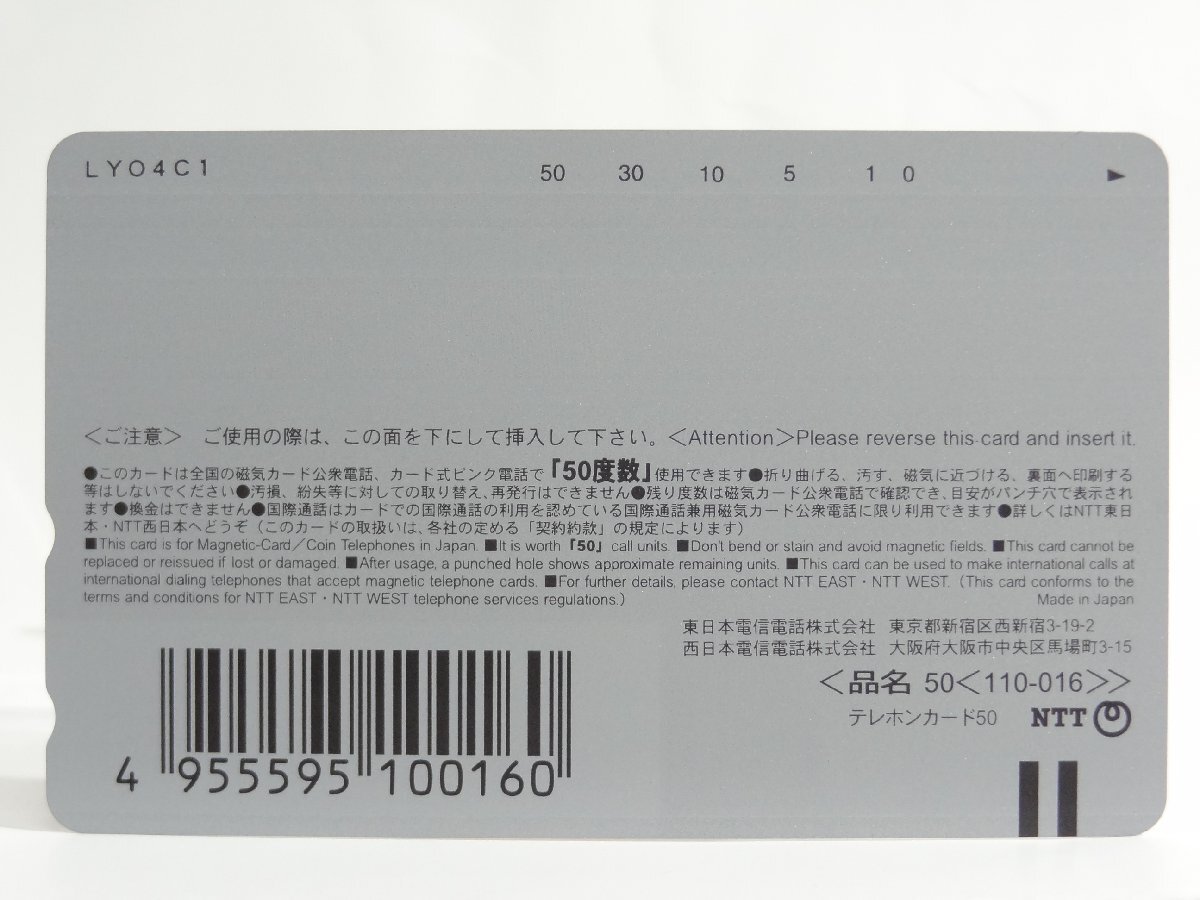 LY04C1 50 30 10 5 1 0 ▶
＜ご注意＞ ご使用の際は、この面を下にして挿入して下さい。＜Attention＞Please reverse this card and insert it.
●このカードは全国の磁気カード公衆電話、カード式ピンク電話で「50度数」使用できます●折り曲げる、汚す、磁気に近づける、裏面へ印刷する
等はしないでください●汚損、紛失等に対しての取り替え、再発行はできません●残り度数は磁気カード公衆電話で確認でき、目安がパンチ穴で表示され
ます●換金はできません●国際通話はカードでの国際通話の利用を認めている国際通話兼用磁気カード公衆電話に限り利用できます●詳しくはNTT東日
本・NTT西日本へどうぞ（このカードの取扱いは、各社の定める「契約約款」の規定によります）
■This card is for Magnetic-Card／Coin Telephones in Japan. ■It is worth「50」call units. ■Don't bend or stain and avoid magnetic fields. ■This card cannot be
replaced or reissued if lost or damaged. ■After usage, a punched hole shows approximate remaining units. ■This card can be used to make international calls at
international dialing telephones that accept magnetic telephone cards. ■For further details, please contact NTT EAST・NTT WEST.（This card conforms to the
terms and conditions for NTT EAST・NTT WEST telephone services regulations.） Made in Japan
東日本電信電話株式会社 東京都新宿区西新宿3-19-2
西日本電信電話株式会社 大阪府大阪市中央区馬場町3-15
＜品名 50＜110-016＞＞
テレホンカード50 NTT
4 955595 100160